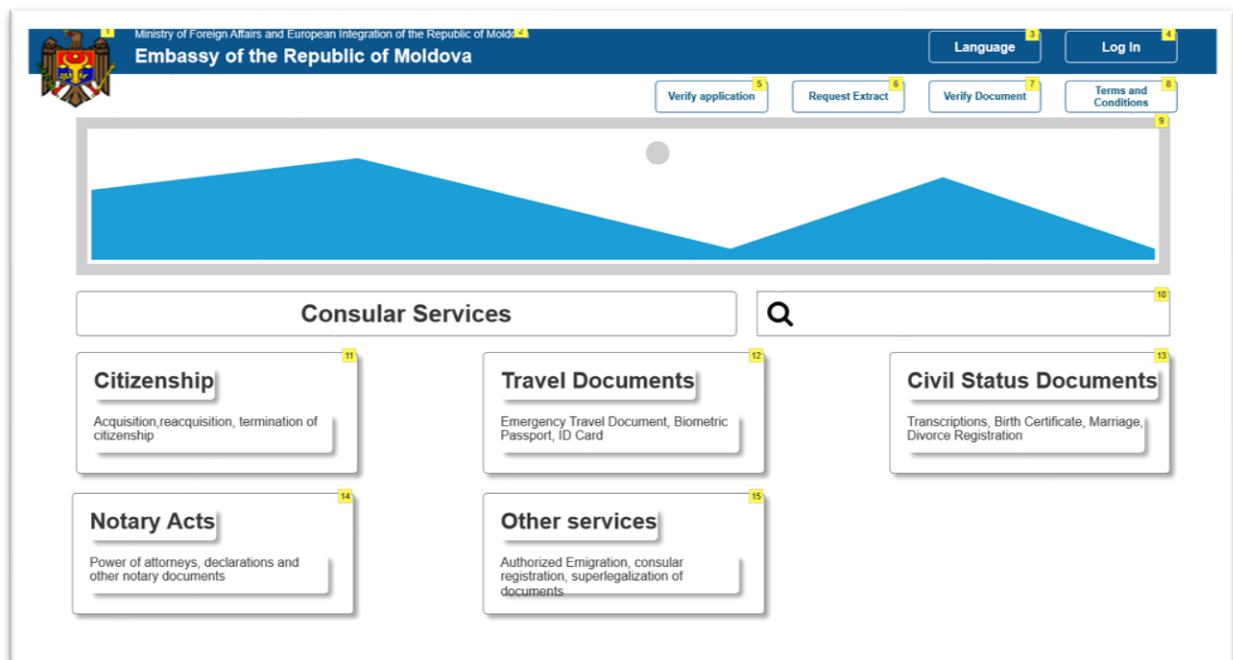 1
Ministry of Foreign Affairs and European Integration of the Republic of Moldo 2
Embassy of the Republic of Moldova
Language 3
Log In 4
Verify application 5
Request Extract 6
Verify Document 7
Terms and 8
Conditions
9
Consular Services
10
Citizenship 11
Acquisition,reacquisition, termination of
citizenship
Travel Documents 12
Emergency Travel Document, Biometric
Passport, ID Card
Civil Status Documents 13
Transcriptions, Birth Certificate, Marriage,
Divorce Registration
Notary Acts 14
Power of attorneys, declarations and
other notary documents
Other services 15
Authorized Emigration, consular
registration, superlegalization of
documents